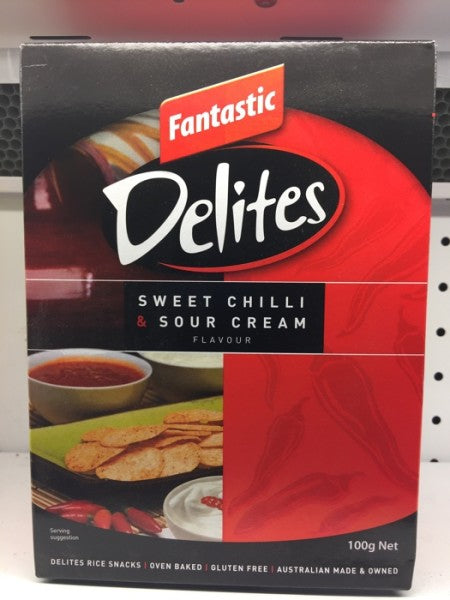 Fantastic
Delites
SWEET CHILLI
& SOUR CREAM
FLAVOUR
Serving
suggestion
100g Net
DELITES RICE SNACKS | OVEN BAKED | GLUTEN FREE | AUSTRALIAN MADE & OWNED